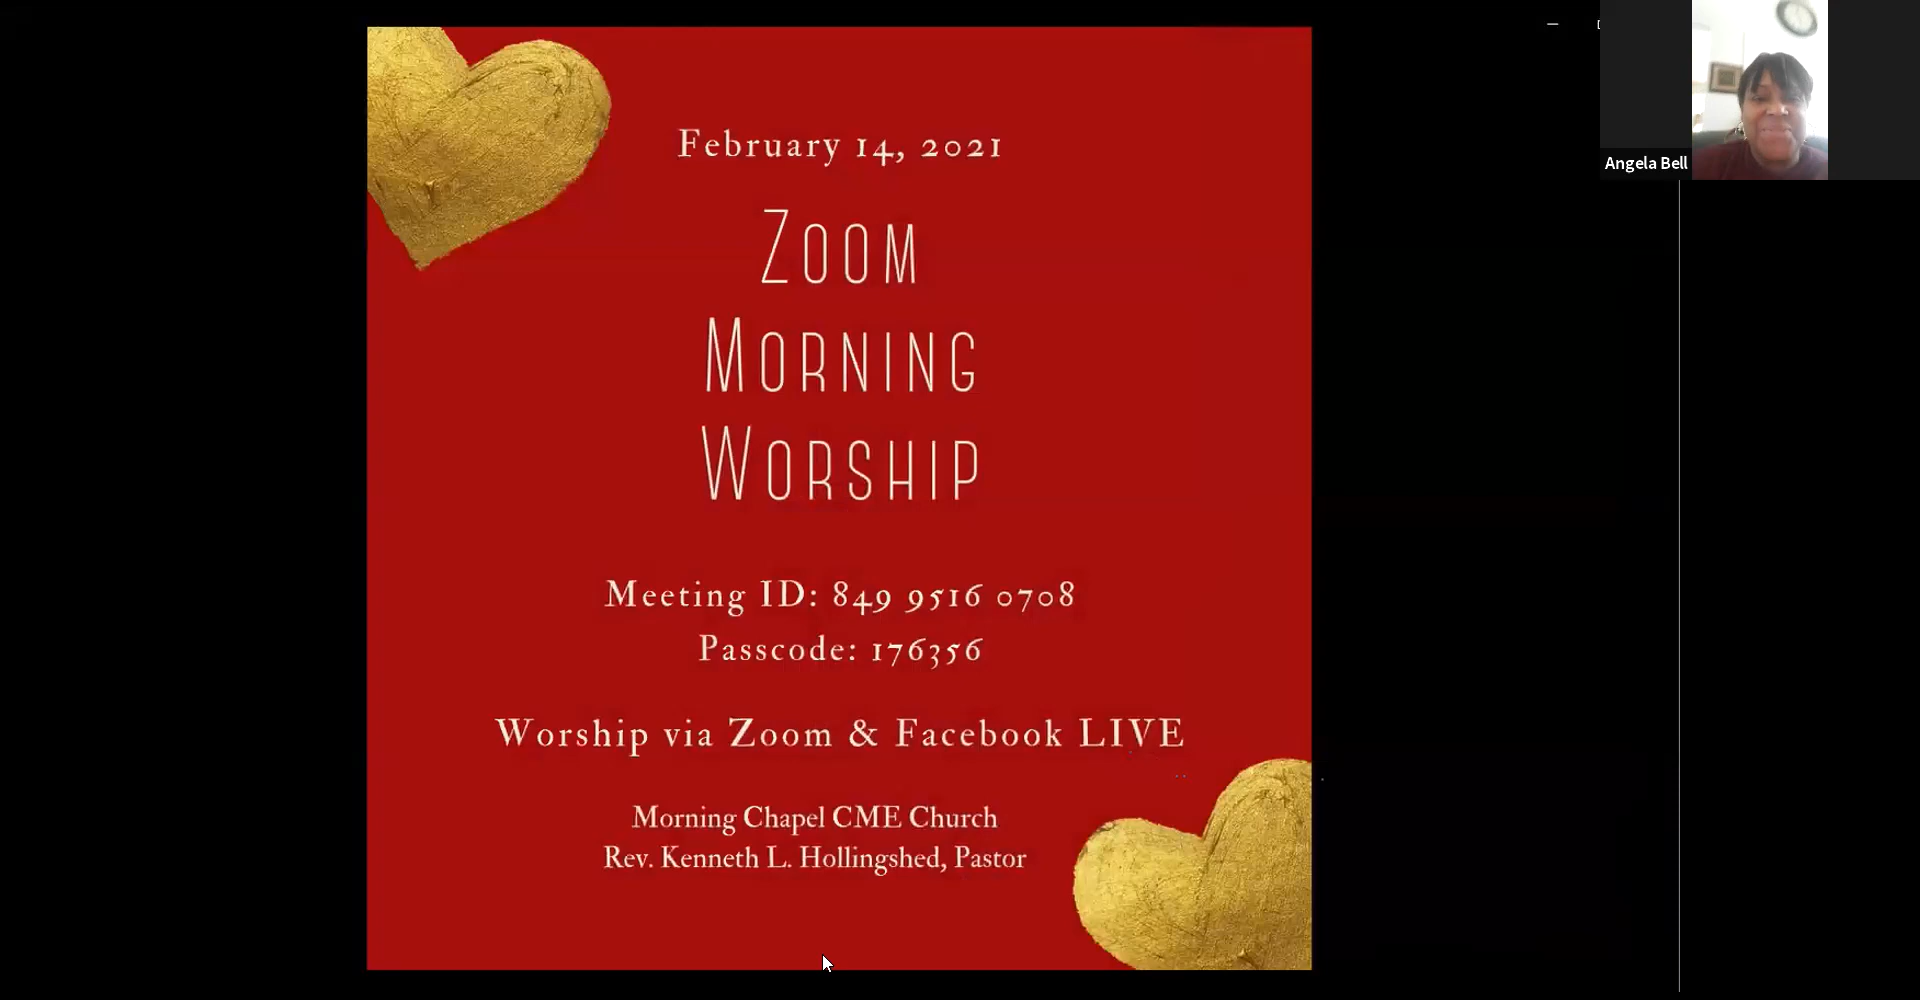 February 14, 2021
Zoom
Morning
Worship
Meeting ID: 849 9516 0708
Passcode: 176356
Worship via Zoom & Facebook LIVE
Morning Chapel CME Church
Rev. Kenneth L. Hollingshed, Pastor
Angela Bell